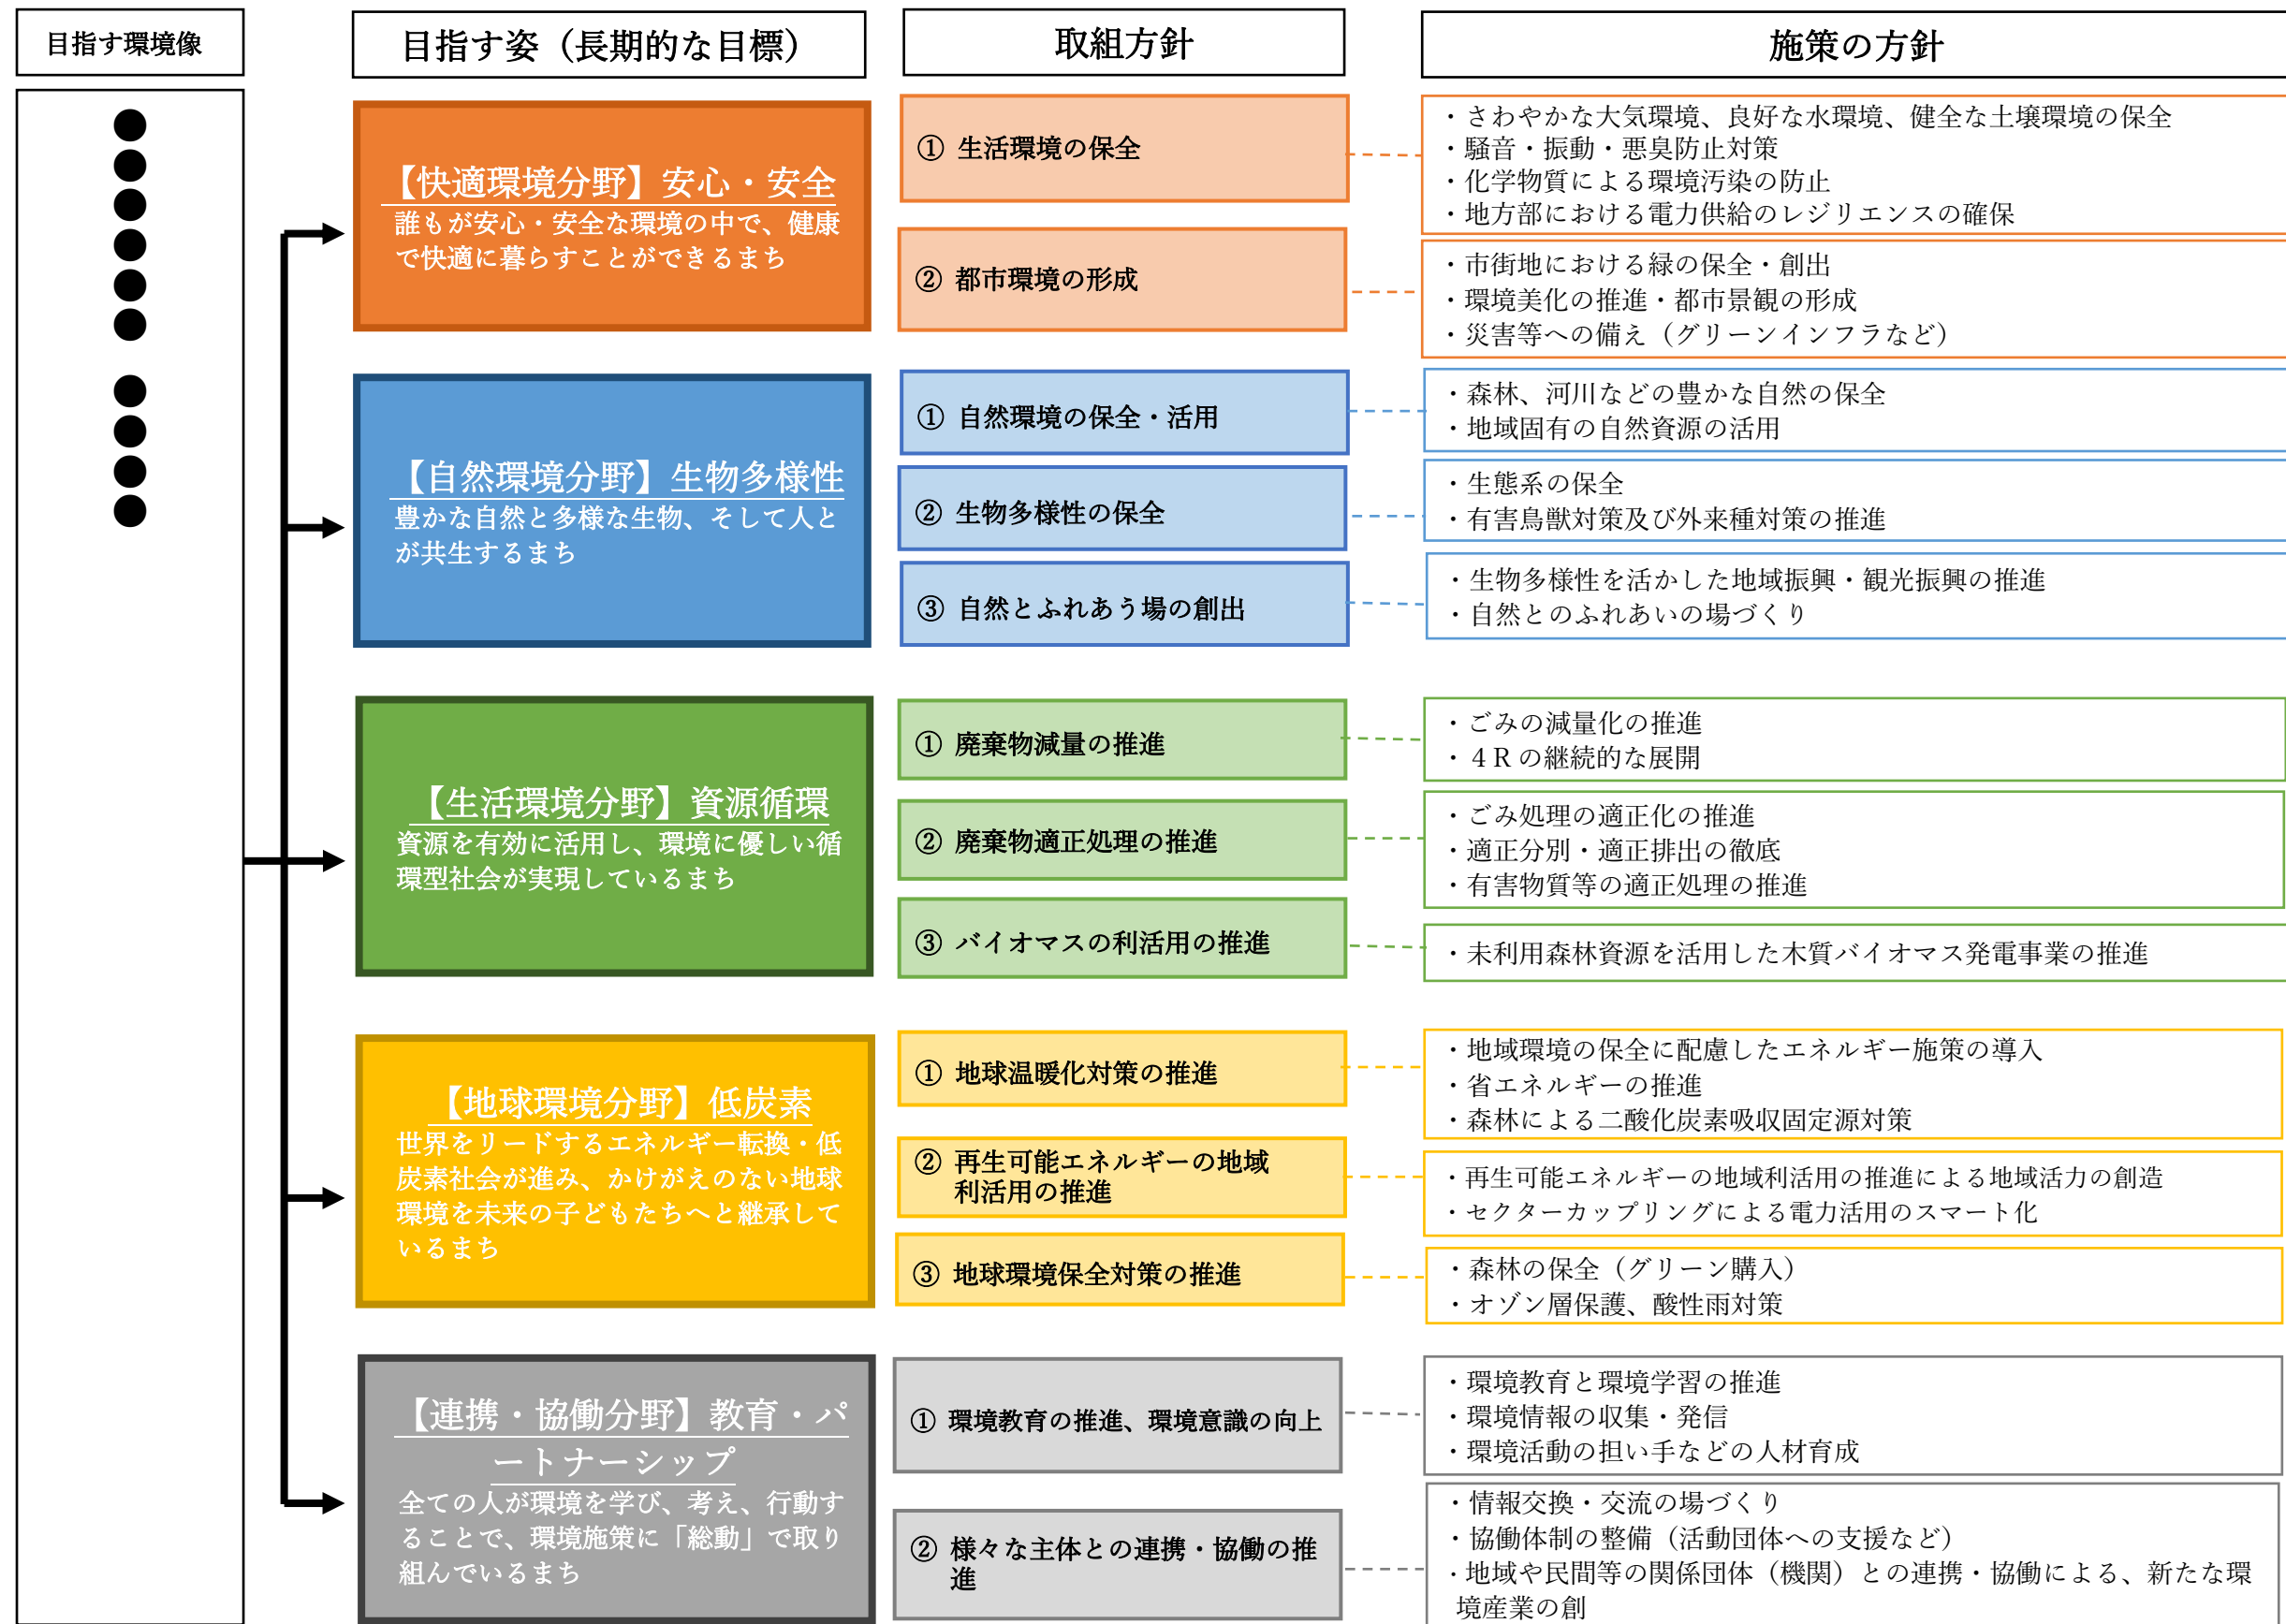 目指す環境像
目指す姿（長期的な目標）
取組方針
施策の方針
●
●
●
●
●
●
●
●
●
●
【快適環境分野】安心・安全
誰もが安心・安全な環境の中で、健康
で快適に暮らすことができるまち
① 生活環境の保全
・さわやかな大気環境、良好な水環境、健全な土壌環境の保全
・騒音・振動・悪臭防止対策
・化学物質による環境汚染の防止
・地方部における電力供給のレジリエンスの確保
② 都市環境の形成
・市街地における緑の保全・創出
・環境美化の推進・都市景観の形成
・災害等への備え（グリーンインフラなど）
【自然環境分野】生物多様性
豊かな自然と多様な生物、そして人と
が共生するまち
① 自然環境の保全・活用
・森林、河川などの豊かな自然の保全
・地域固有の自然資源の活用
② 生物多様性の保全
・生態系の保全
・有害鳥獣対策及び外来種対策の推進
③ 自然とふれあう場の創出
・生物多様性を活かした地域振興・観光振興の推進
・自然とのふれあいの場づくり
【生活環境分野】資源循環
資源を有効に活用し、環境に優しい循
環型社会が実現しているまち
① 廃棄物減量の推進
・ごみの減量化の推進
・４Ｒの継続的な展開
② 廃棄物適正処理の推進
・ごみ処理の適正化の推進
・適正分別・適正排出の徹底
・有害物質等の適正処理の推進
③ バイオマスの利活用の推進
・未利用森林資源を活用した木質バイオマス発電事業の推進
【地球環境分野】低炭素
世界をリードするエネルギー転換・低
炭素社会が進み、かけがえのない地球
環境を未来の子どもたちへと継承して
いるまち
① 地球温暖化対策の推進
・地域環境の保全に配慮したエネルギー施策の導入
・省エネルギーの推進
・森林による二酸化炭素吸収固定源対策
② 再生可能エネルギーの地域
利活用の推進
・再生可能エネルギーの地域利活用の推進による地域活力の創造
・セクターカップリングによる電力活用のスマート化
③ 地球環境保全対策の推進
・森林の保全（グリーン購入）
・オゾン層保護、酸性雨対策
【連携・協働分野】教育・パ
ートナーシップ
全ての人が環境を学び、考え、行動す
ることで、環境施策に「総動」で取り
組んでいるまち
① 環境教育の推進、環境意識の向上
・環境教育と環境学習の推進
・環境情報の収集・発信
・環境活動の担い手などの人材育成
② 様々な主体との連携・協働の推
進
・情報交換・交流の場づくり
・協働体制の整備（活動団体への支援など）
・地域や民間等の関係団体（機関）との連携・協働による、新たな環
境産業の創